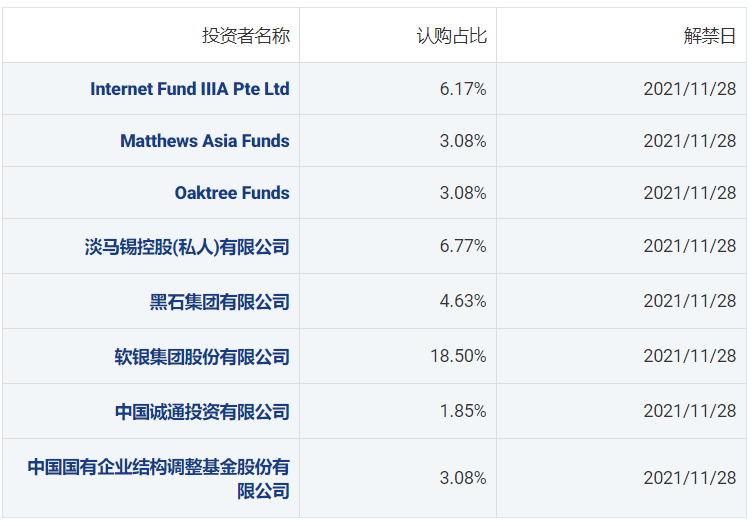 投资者名称 认购占比 解禁日
Internet Fund IIIA Pte Ltd 6.17% 2021/11/28
Matthews Asia Funds 3.08% 2021/11/28
Oaktree Funds 3.08% 2021/11/28
淡马锡控股(私人)有限公司 6.77% 2021/11/28
黑石集团有限公司 4.63% 2021/11/28
软银集团股份有限公司 18.50% 2021/11/28
中国诚通投资有限公司 1.85% 2021/11/28
中国国有企业结构调整基金股份有
限公司 3.08% 2021/11/28